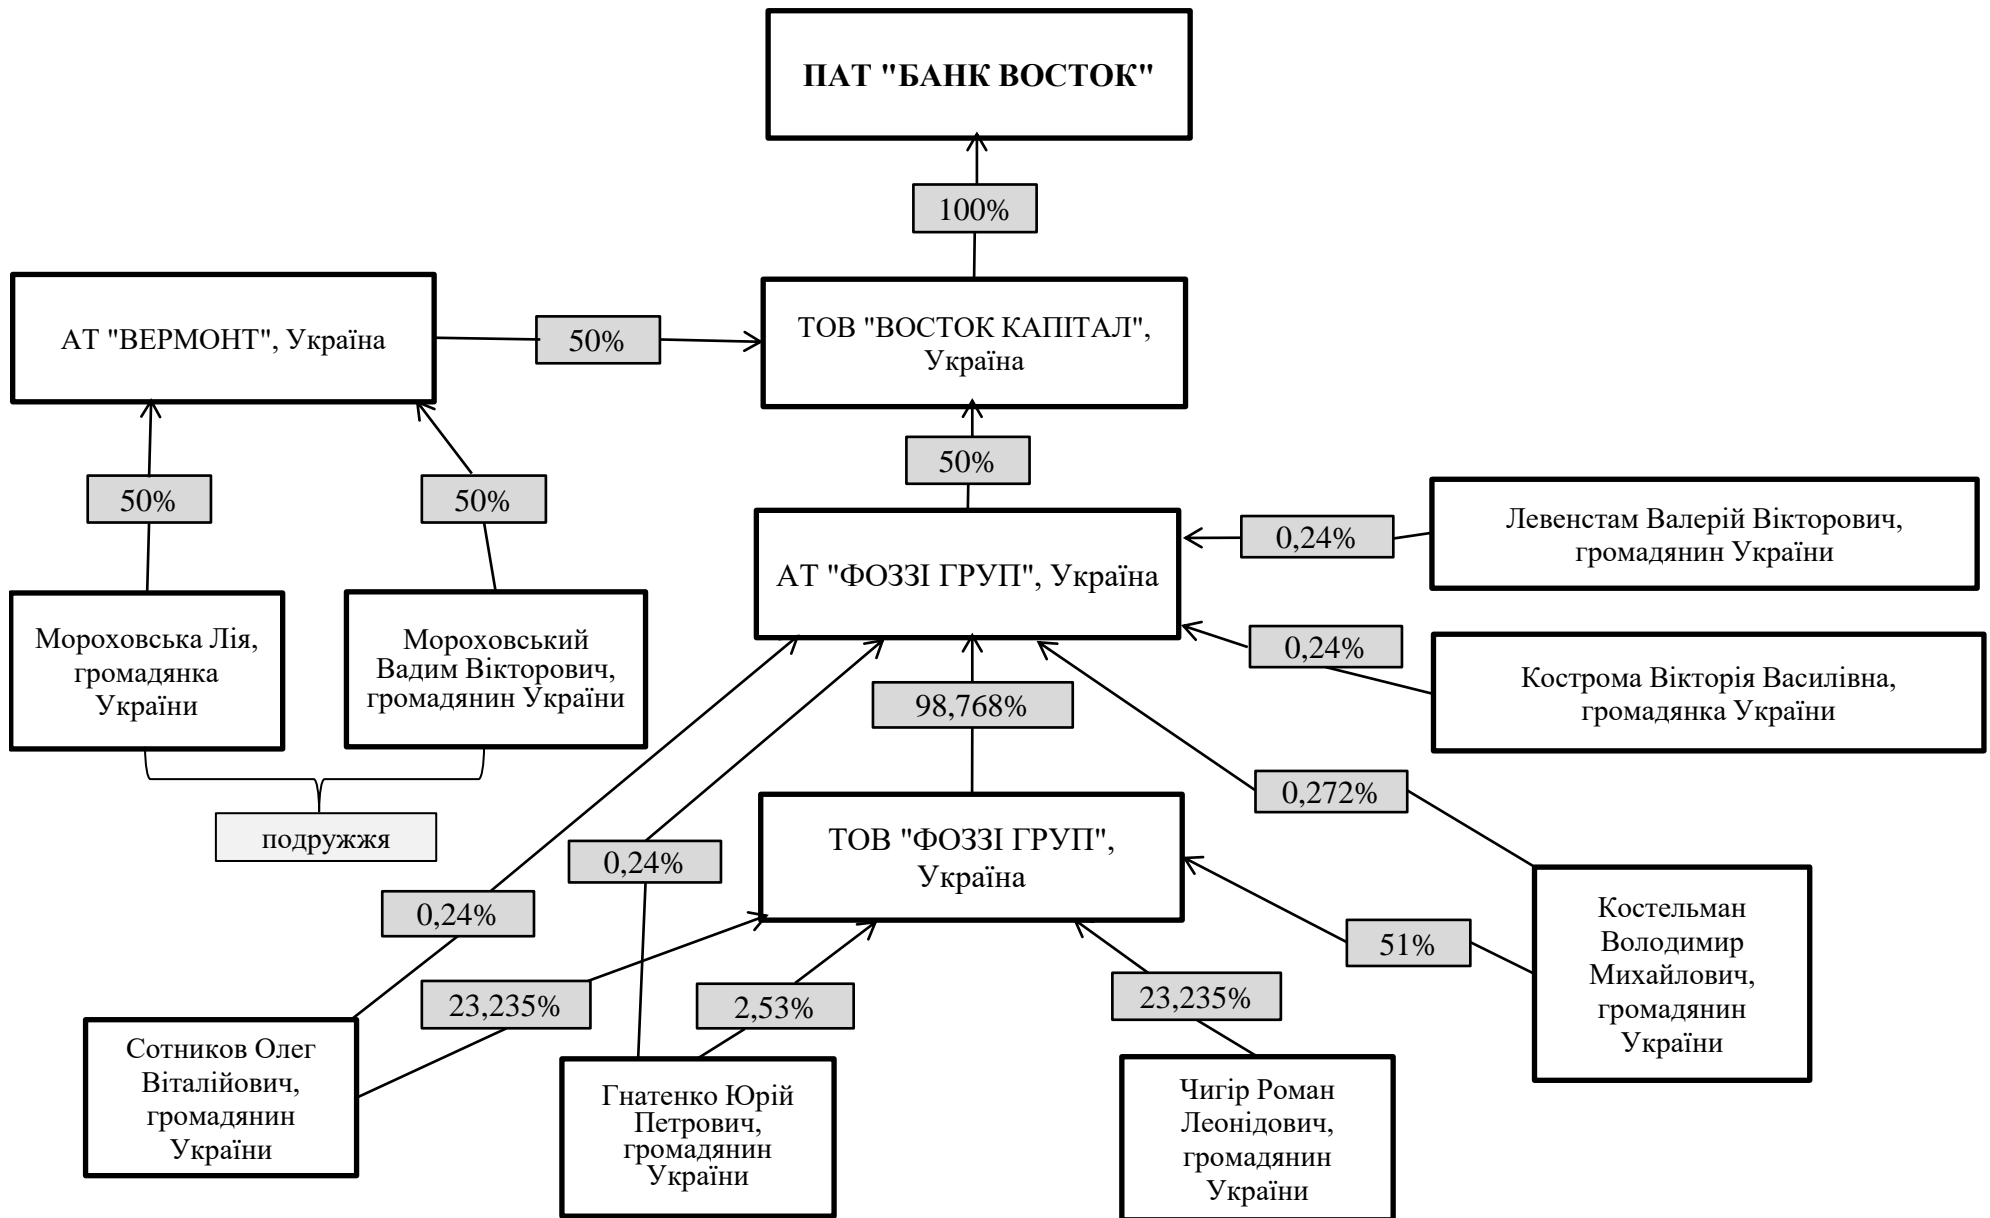 ПАТ "БАНК ВОСТОК"
100%
АТ "ВЕРМОНТ", Україна
50%
ТОВ "ВОСТОК КАПІТАЛ",
Україна
50%
50%
50%
Левенстам Валерій Вікторович,
громадянин України
0,24%
АТ "ФОЗЗІ ГРУП", Україна
Мороховська Лія,
громадянка
України
Мороховський
Вадим Вікторович,
громадянин України
0,24%
Кострома Вікторія Василівна,
громадянка України
98,768%
0,272%
подружжя
ТОВ "ФОЗЗІ ГРУП",
Україна
0,24%
0,24%
51%
Костельман
Володимир
Михайлович,
громадянин
України
23,235%
2,53%
23,235%
Сотников Олег
Віталійович,
громадянин
України
Гнатенко Юрій
Петрович,
громадянин
України
Чигір Роман
Леонідович,
громадянин
України